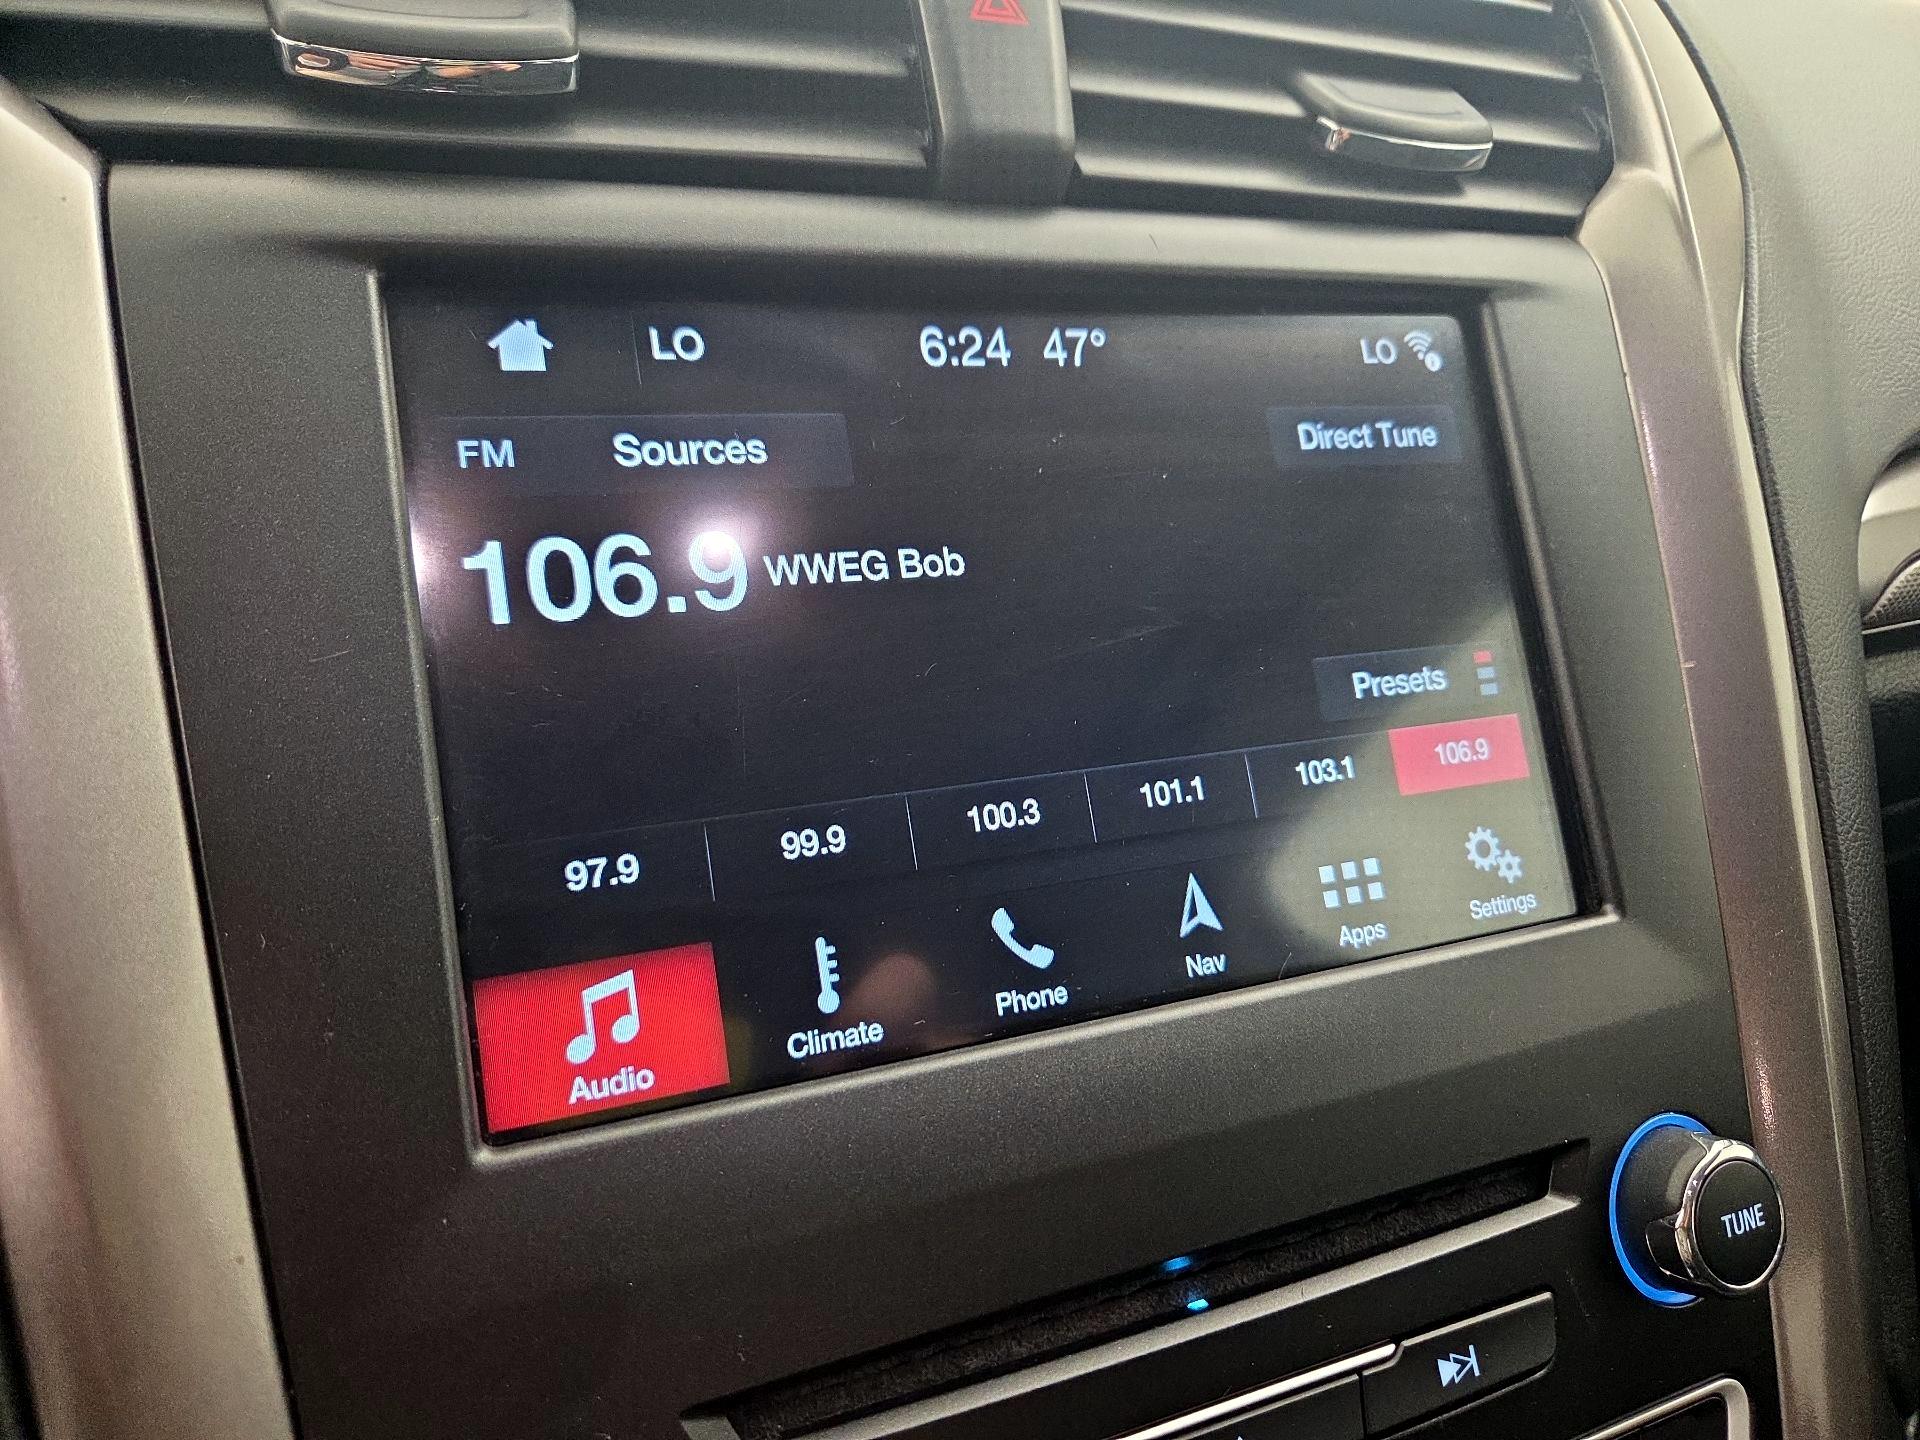 LO 6:24 47° LO
FM Sources Direct Tune
106.9 WWEG Bob
Presets
97.9 99.9 100.3 101.1 103.1 106.9
Audio Climate Phone Nav Apps Settings
TUNE